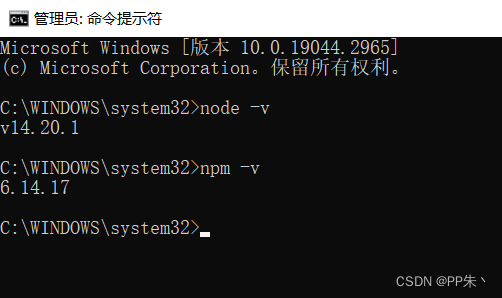 管理员: 命令提示符
Microsoft Windows [版本 10.0.19044.2965]
(c) Microsoft Corporation。保留所有权利。
C:\WINDOWS\system32>node -v
v14.20.1
C:\WINDOWS\system32>npm -v
6.14.17
C:\WINDOWS\system32>
CSDN @PP朱丶